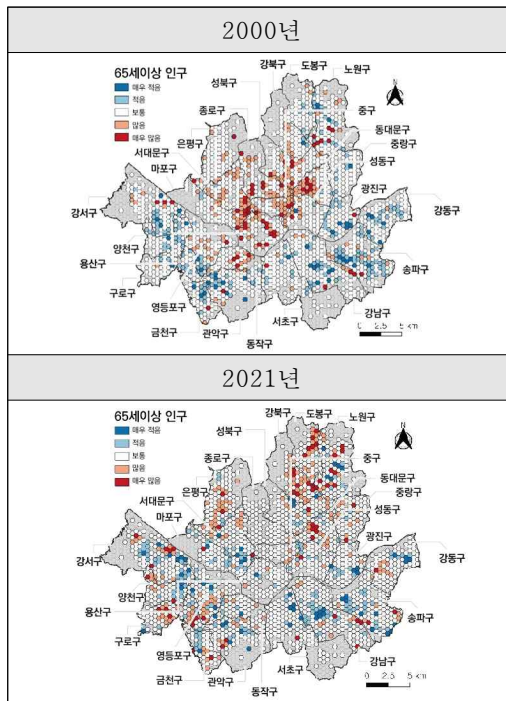 2000년
65세이상 인구
매우 적음
적음
보통
많음
매우 많음
강북구
도봉구
노원구
성북구
중구
N
종로구
동대문구
은평구
중랑구
서대문구
성동구
마포구
광진구
강서구
강동구
양천구
용산구
송파구
구로구
영등포구
강남구
금천구
관악구
서초구
동작구
0 2.5 5 km
2021년
65세이상 인구
매우 적음
적음
보통
많음
매우 많음
강북구
도봉구
노원구
성북구
중구
N
종로구
동대문구
은평구
중랑구
서대문구
성동구
마포구
광진구
강서구
강동구
양천구
용산구
송파구
구로구
영등포구
강남구
금천구
관악구
서초구
동작구
0 2.5 5 km